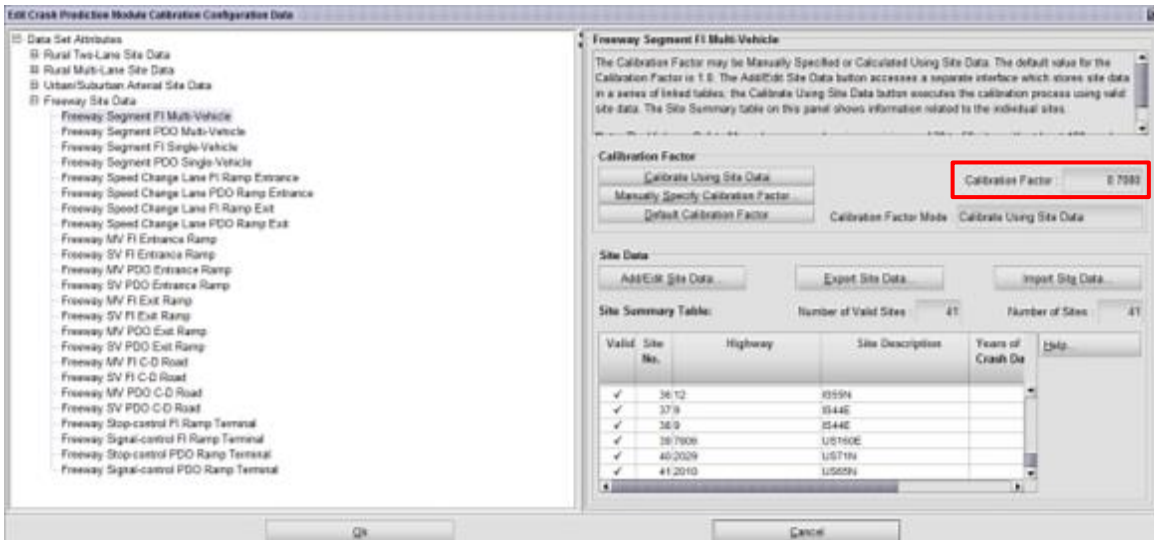 Edit Crash Prediction Module Calibration Configuration Data
Data Set Attributes
Rural Two-Lane Site Data
Rural Multi-Lane Site Data
Urban/Suburban Arterial Site Data
Freeway Site Data
Freeway Segment FI Multi-Vehicle
Freeway Segment PDO Multi-Vehicle
Freeway Segment FI Single-Vehicle
Freeway Segment PDO Single-Vehicle
Freeway Speed Change Lane FI Ramp Entrance
Freeway Speed Change Lane PDO Ramp Entrance
Freeway Speed Change Lane FI Ramp Exit
Freeway Speed Change Lane PDO Ramp Exit
Freeway MV FI Entrance Ramp
Freeway SV FI Entrance Ramp
Freeway MV PDO Entrance Ramp
Freeway SV PDO Entrance Ramp
Freeway MV FI Exit Ramp
Freeway SV FI Exit Ramp
Freeway MV PDO Exit Ramp
Freeway SV PDO Exit Ramp
Freeway MV FI C-D Road
Freeway SV FI C-D Road
Freeway MV PDO C-D Road
Freeway SV PDO C-D Road
Freeway Stop-control FI Ramp Terminal
Freeway Signal-control FI Ramp Terminal
Freeway Stop-control PDO Ramp Terminal
Freeway Signal-control PDO Ramp Terminal
Freeway Segment FI Multi-Vehicle
The Calibration Factor may be Manually Specified or Calculated Using Site Data. The default value for the
Calibration Factor is 1.0. The Add/Edit Site Data button accesses a separate interface which stores site data
in a series of linked tables; the Calibrate Using Site Data button executes the calibration process using valid
site data. The Site Summary table on this panel shows information related to the individual sites.
Calibration Factor
Calibrate Using Site Data
Calibration Factor :
Manually Specify Calibration Factor...
Default Calibration Factor
Calibration Factor Mode : Calibrate Using Site Data
Site Data
Add/Edit Site Data... Export Site Data... Import Site Data...
Site Summary Table: Number of Valid Sites : 41 Number of Sites : 41
Valid Site No. Highway Site Description Years of Crash Da
Help...
✓ 36 12 IS55N
✓ 37 9 IS44E
✓ 38 9 IS44E
✓ 39 7606 US160E
✓ 40 2029 US71N
✓ 41 2010 US65N
Ok Cancel